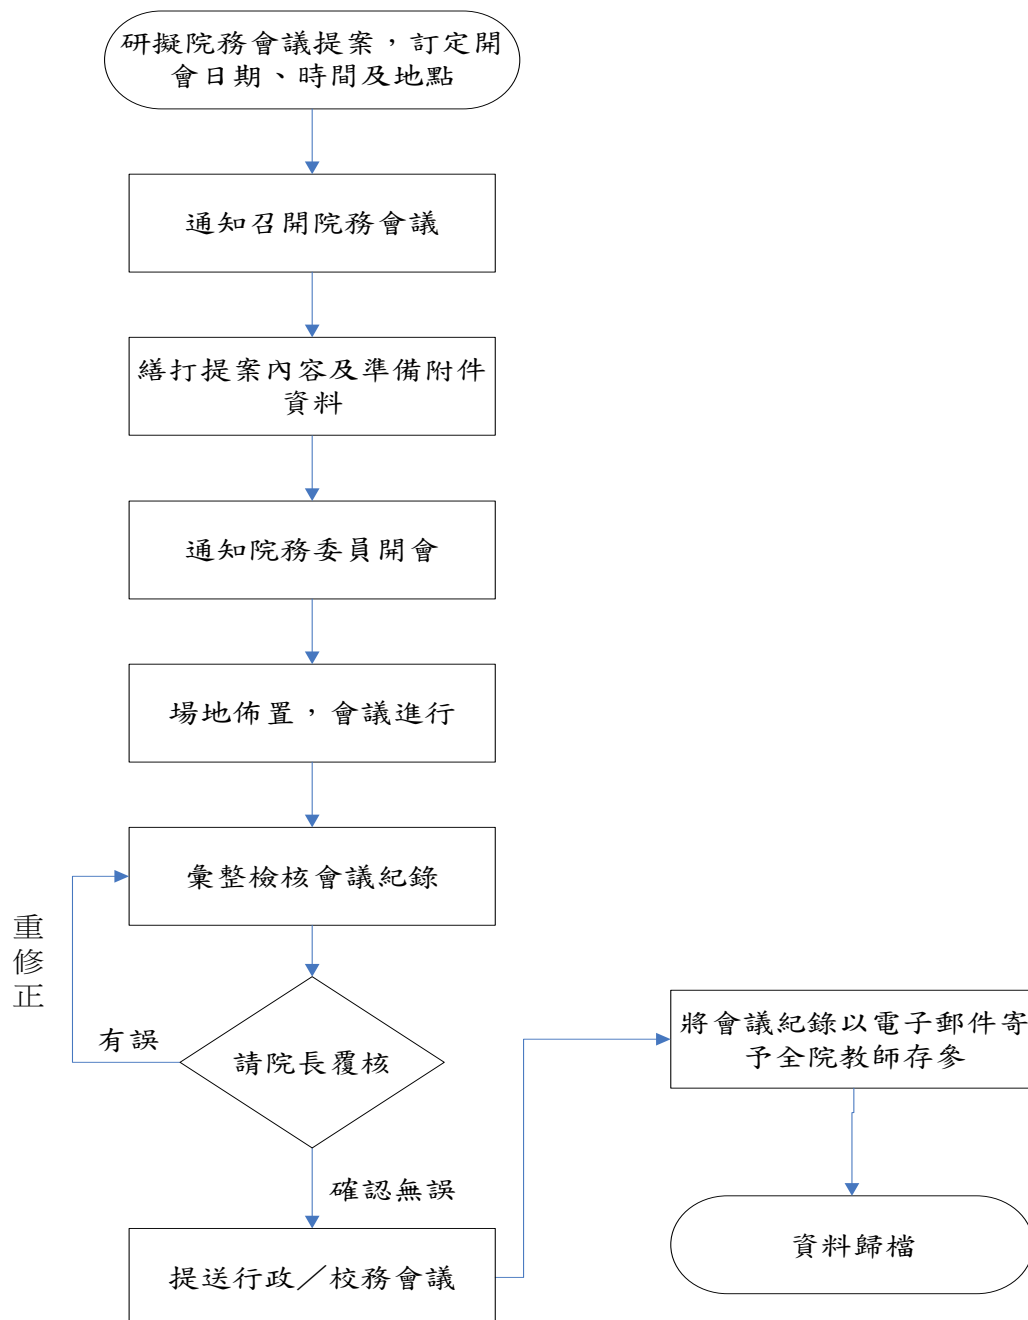 研擬院務會議提案，訂定開
會日期、時間及地點
通知召開院務會議
繕打提案內容及準備附件
資料
通知院務委員開會
場地佈置，會議進行
彙整檢核會議紀錄
重修正
有誤
請院長覆核
確認無誤
提送行政／校務會議
將會議紀錄以電子郵件寄
予全院教師存參
資料歸檔